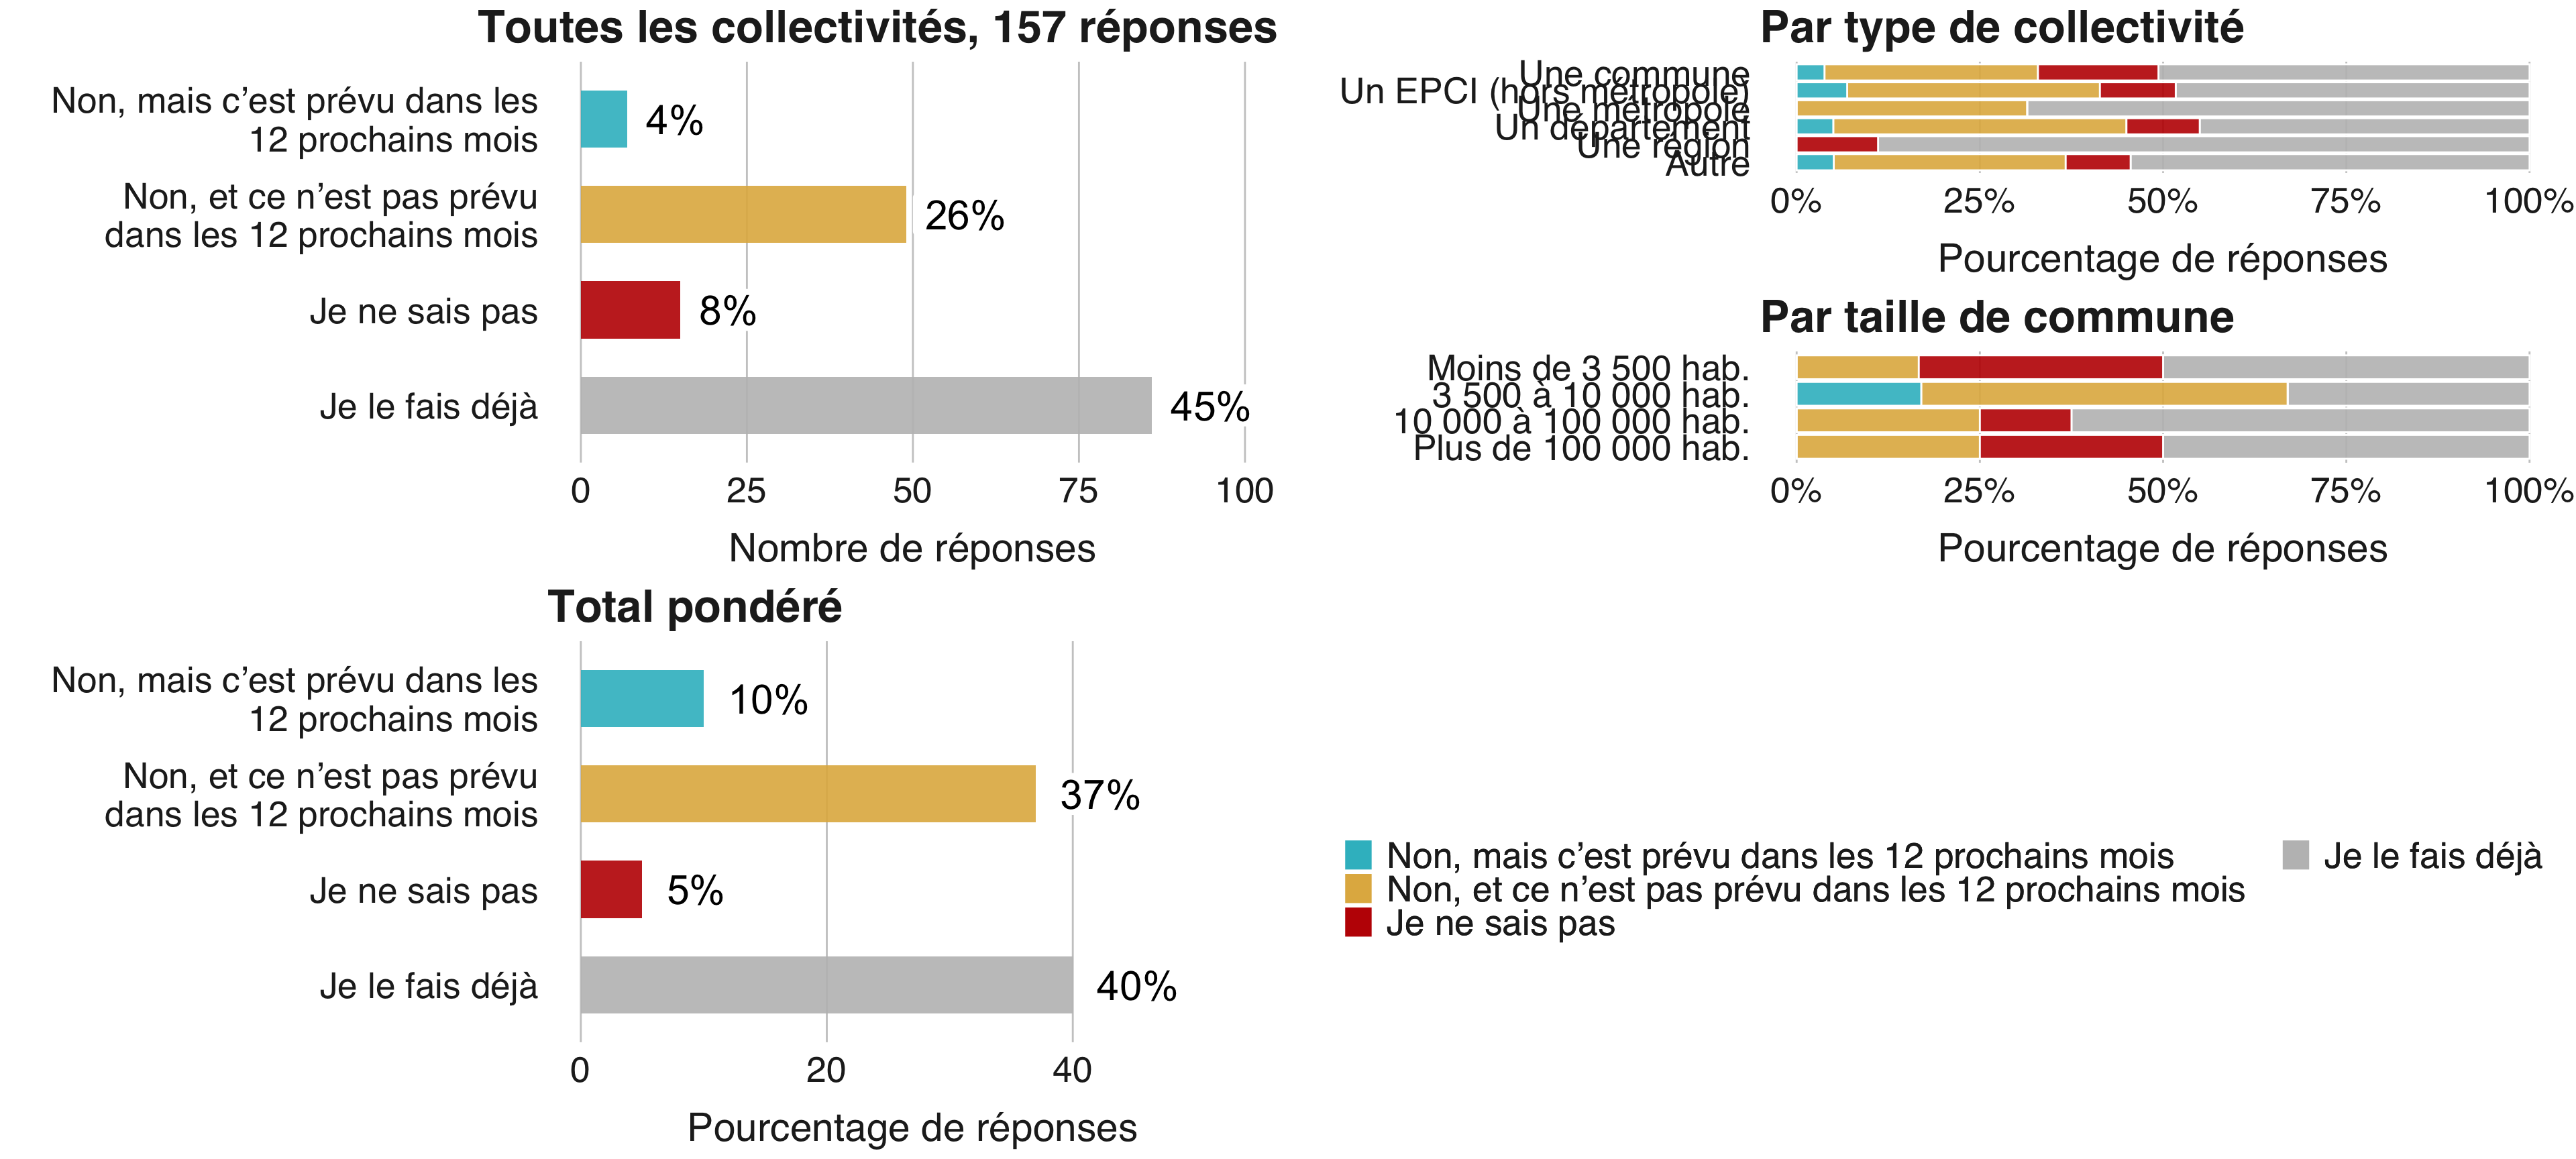 Toutes les collectivités, 157 réponses
Non, mais c’est prévu dans les
12 prochains mois
4%
Non, et ce n’est pas prévu
dans les 12 prochains mois
26%
Je ne sais pas
8%
Je le fais déjà
45%
0 25 50 75 100
Nombre de réponses
Total pondéré
Non, mais c’est prévu dans les
12 prochains mois
10%
Non, et ce n’est pas prévu
dans les 12 prochains mois
37%
Je ne sais pas
5%
Je le fais déjà
40%
0 20 40
Pourcentage de réponses
Par type de collectivité
Une commune
Un EPCI (hors métropole)
Une métropole
Un département
Une région
Autre
0% 25% 50% 75% 100%
Pourcentage de réponses
Par taille de commune
Moins de 3 500 hab.
3 500 à 10 000 hab.
10 000 à 100 000 hab.
Plus de 100 000 hab.
0% 25% 50% 75% 100%
Pourcentage de réponses
Non, mais c’est prévu dans les 12 prochains mois
Non, et ce n’est pas prévu dans les 12 prochains mois
Je ne sais pas
Je le fais déjà